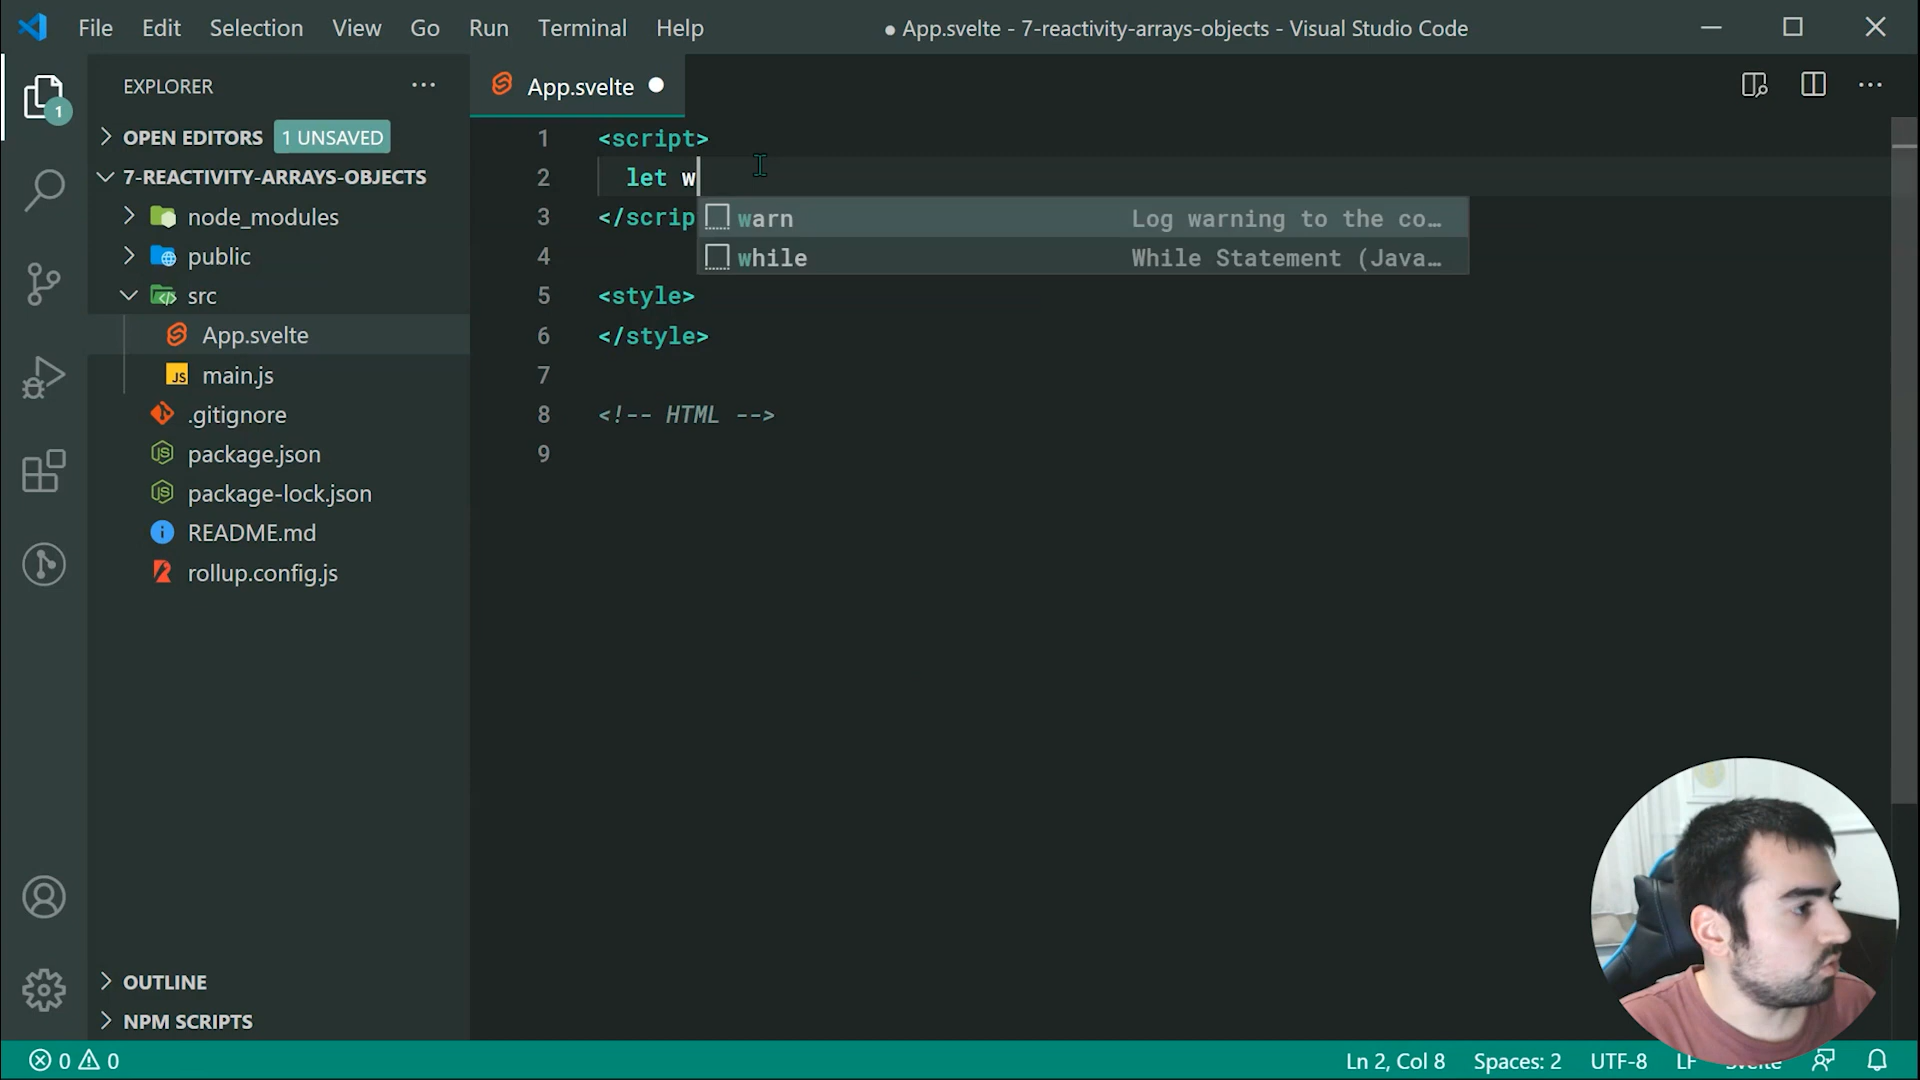 File Edit Selection View Go Run Terminal Help
● App.svelte - 7-reactivity-arrays-objects - Visual Studio Code
EXPLORER
1
OPEN EDITORS 1 UNSAVED
7-REACTIVITY-ARRAYS-OBJECTS
node_modules
public
src
App.svelte
JS main.js
.gitignore
package.json
package-lock.json
README.md
rollup.config.js
OUTLINE
NPM SCRIPTS
App.svelte
1 <script>
2 let w
3 </scrip
warn Log warning to the co…
while While Statement (Java…
4
5 <style>
6 </style>
7
8 <!-- HTML -->
9
0 0
Ln 2, Col 8 Spaces: 2 UTF-8 LF Svelte